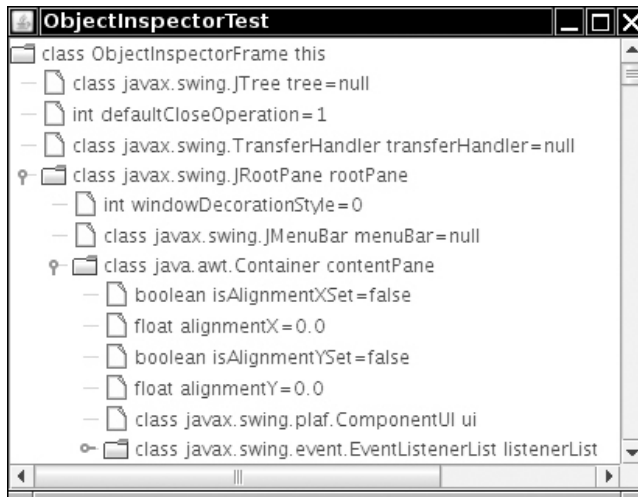 ObjectInspectorTest
class ObjectInspectorFrame this
class javax.swing.JTree tree=null
int defaultCloseOperation=1
class javax.swing.TransferHandler transferHandler=null
class javax.swing.JRootPane rootPane
int windowDecorationStyle=0
class javax.swing.JMenuBar menuBar=null
class java.awt.Container contentPane
boolean isAlignmentXSet=false
float alignmentX=0.0
boolean isAlignmentYSet=false
float alignmentY=0.0
class javax.swing.plaf.ComponentUI ui
class javax.swing.event.EventListenerList listenerList